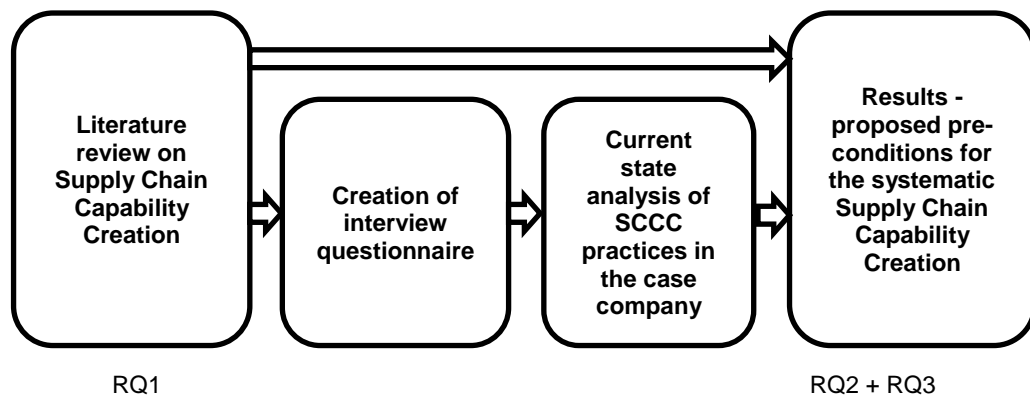 Literature
review on
Supply Chain
Capability
Creation
Creation of
interview
questionnaire
Current
state
analysis of
SCCC
practices in
the case
company
Results -
proposed pre-
conditions for
the systematic
Supply Chain
Capability
Creation
RQ1
RQ2 + RQ3